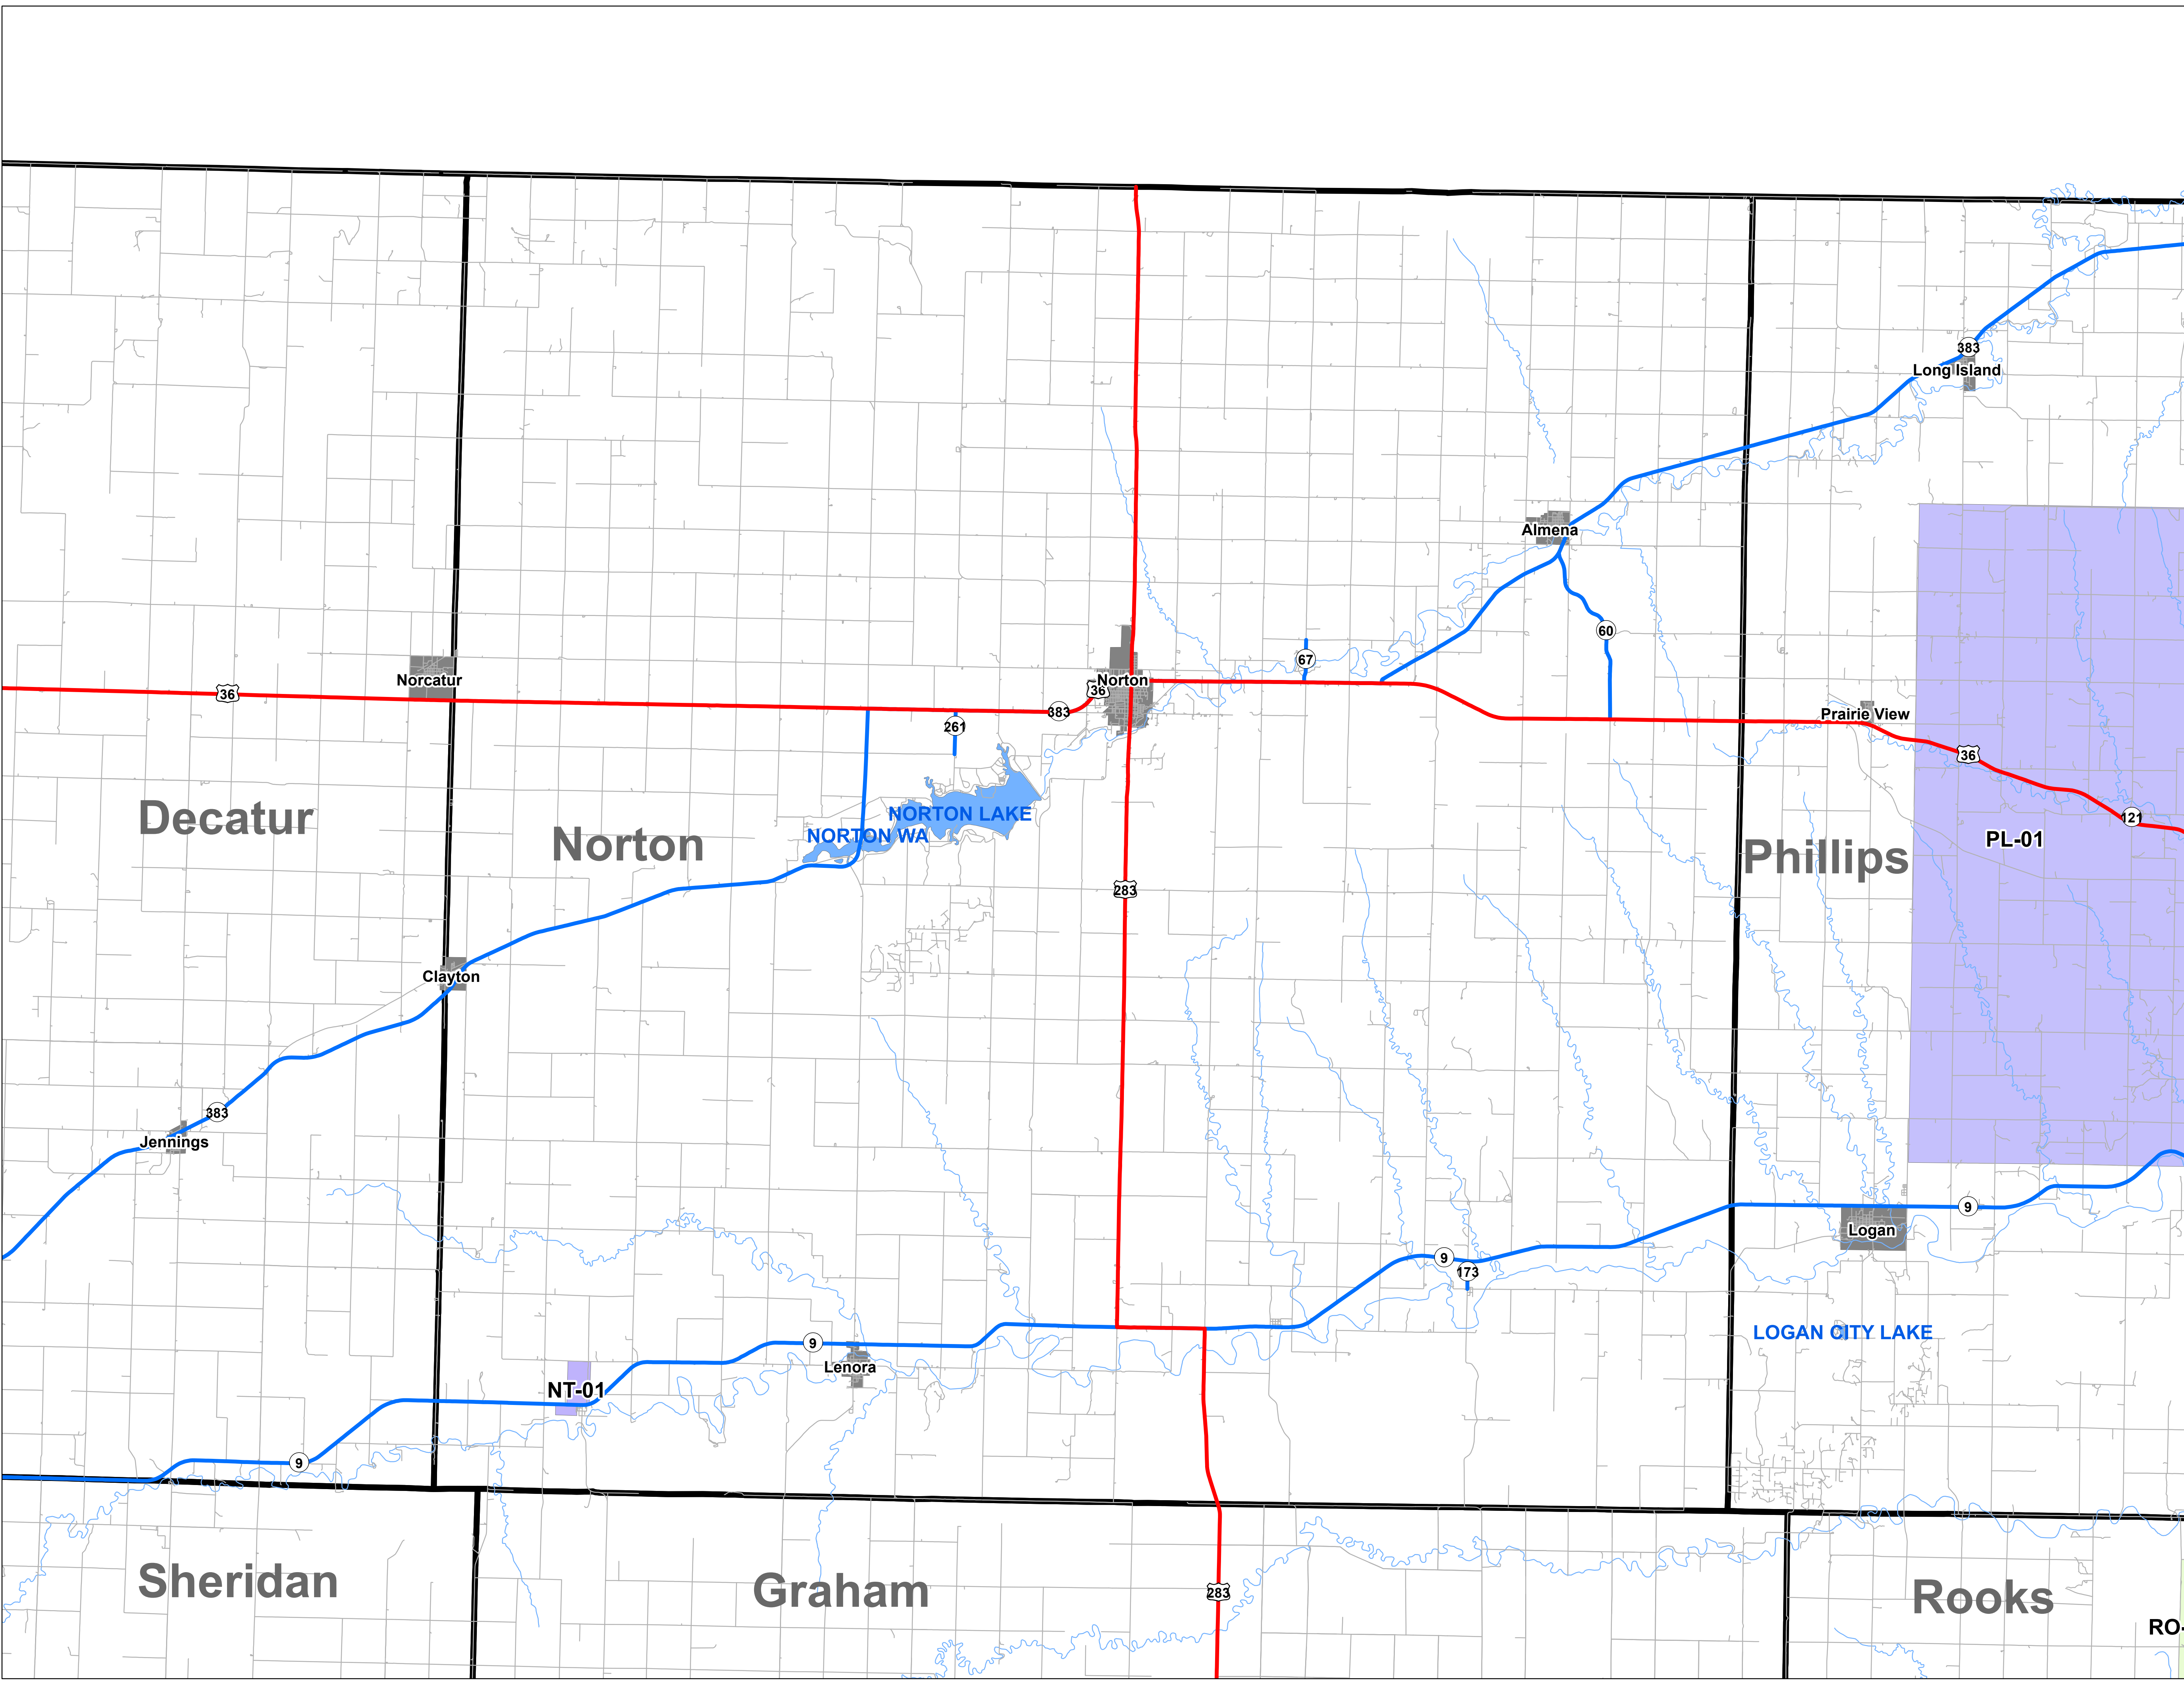 383
Long Island
Almena
60
67
Norcatur
36
Norton
36
383
261
36
Prairie View
36
121
Decatur
Norton
NORTON LAKE
NORTON WA
Phillips
PL-01
283
Clayton
383
Jennings
Logan
9
9
173
LOGAN CITY LAKE
9
Lenora
NT-01
9
Sheridan
Graham
283
Rooks
RO-